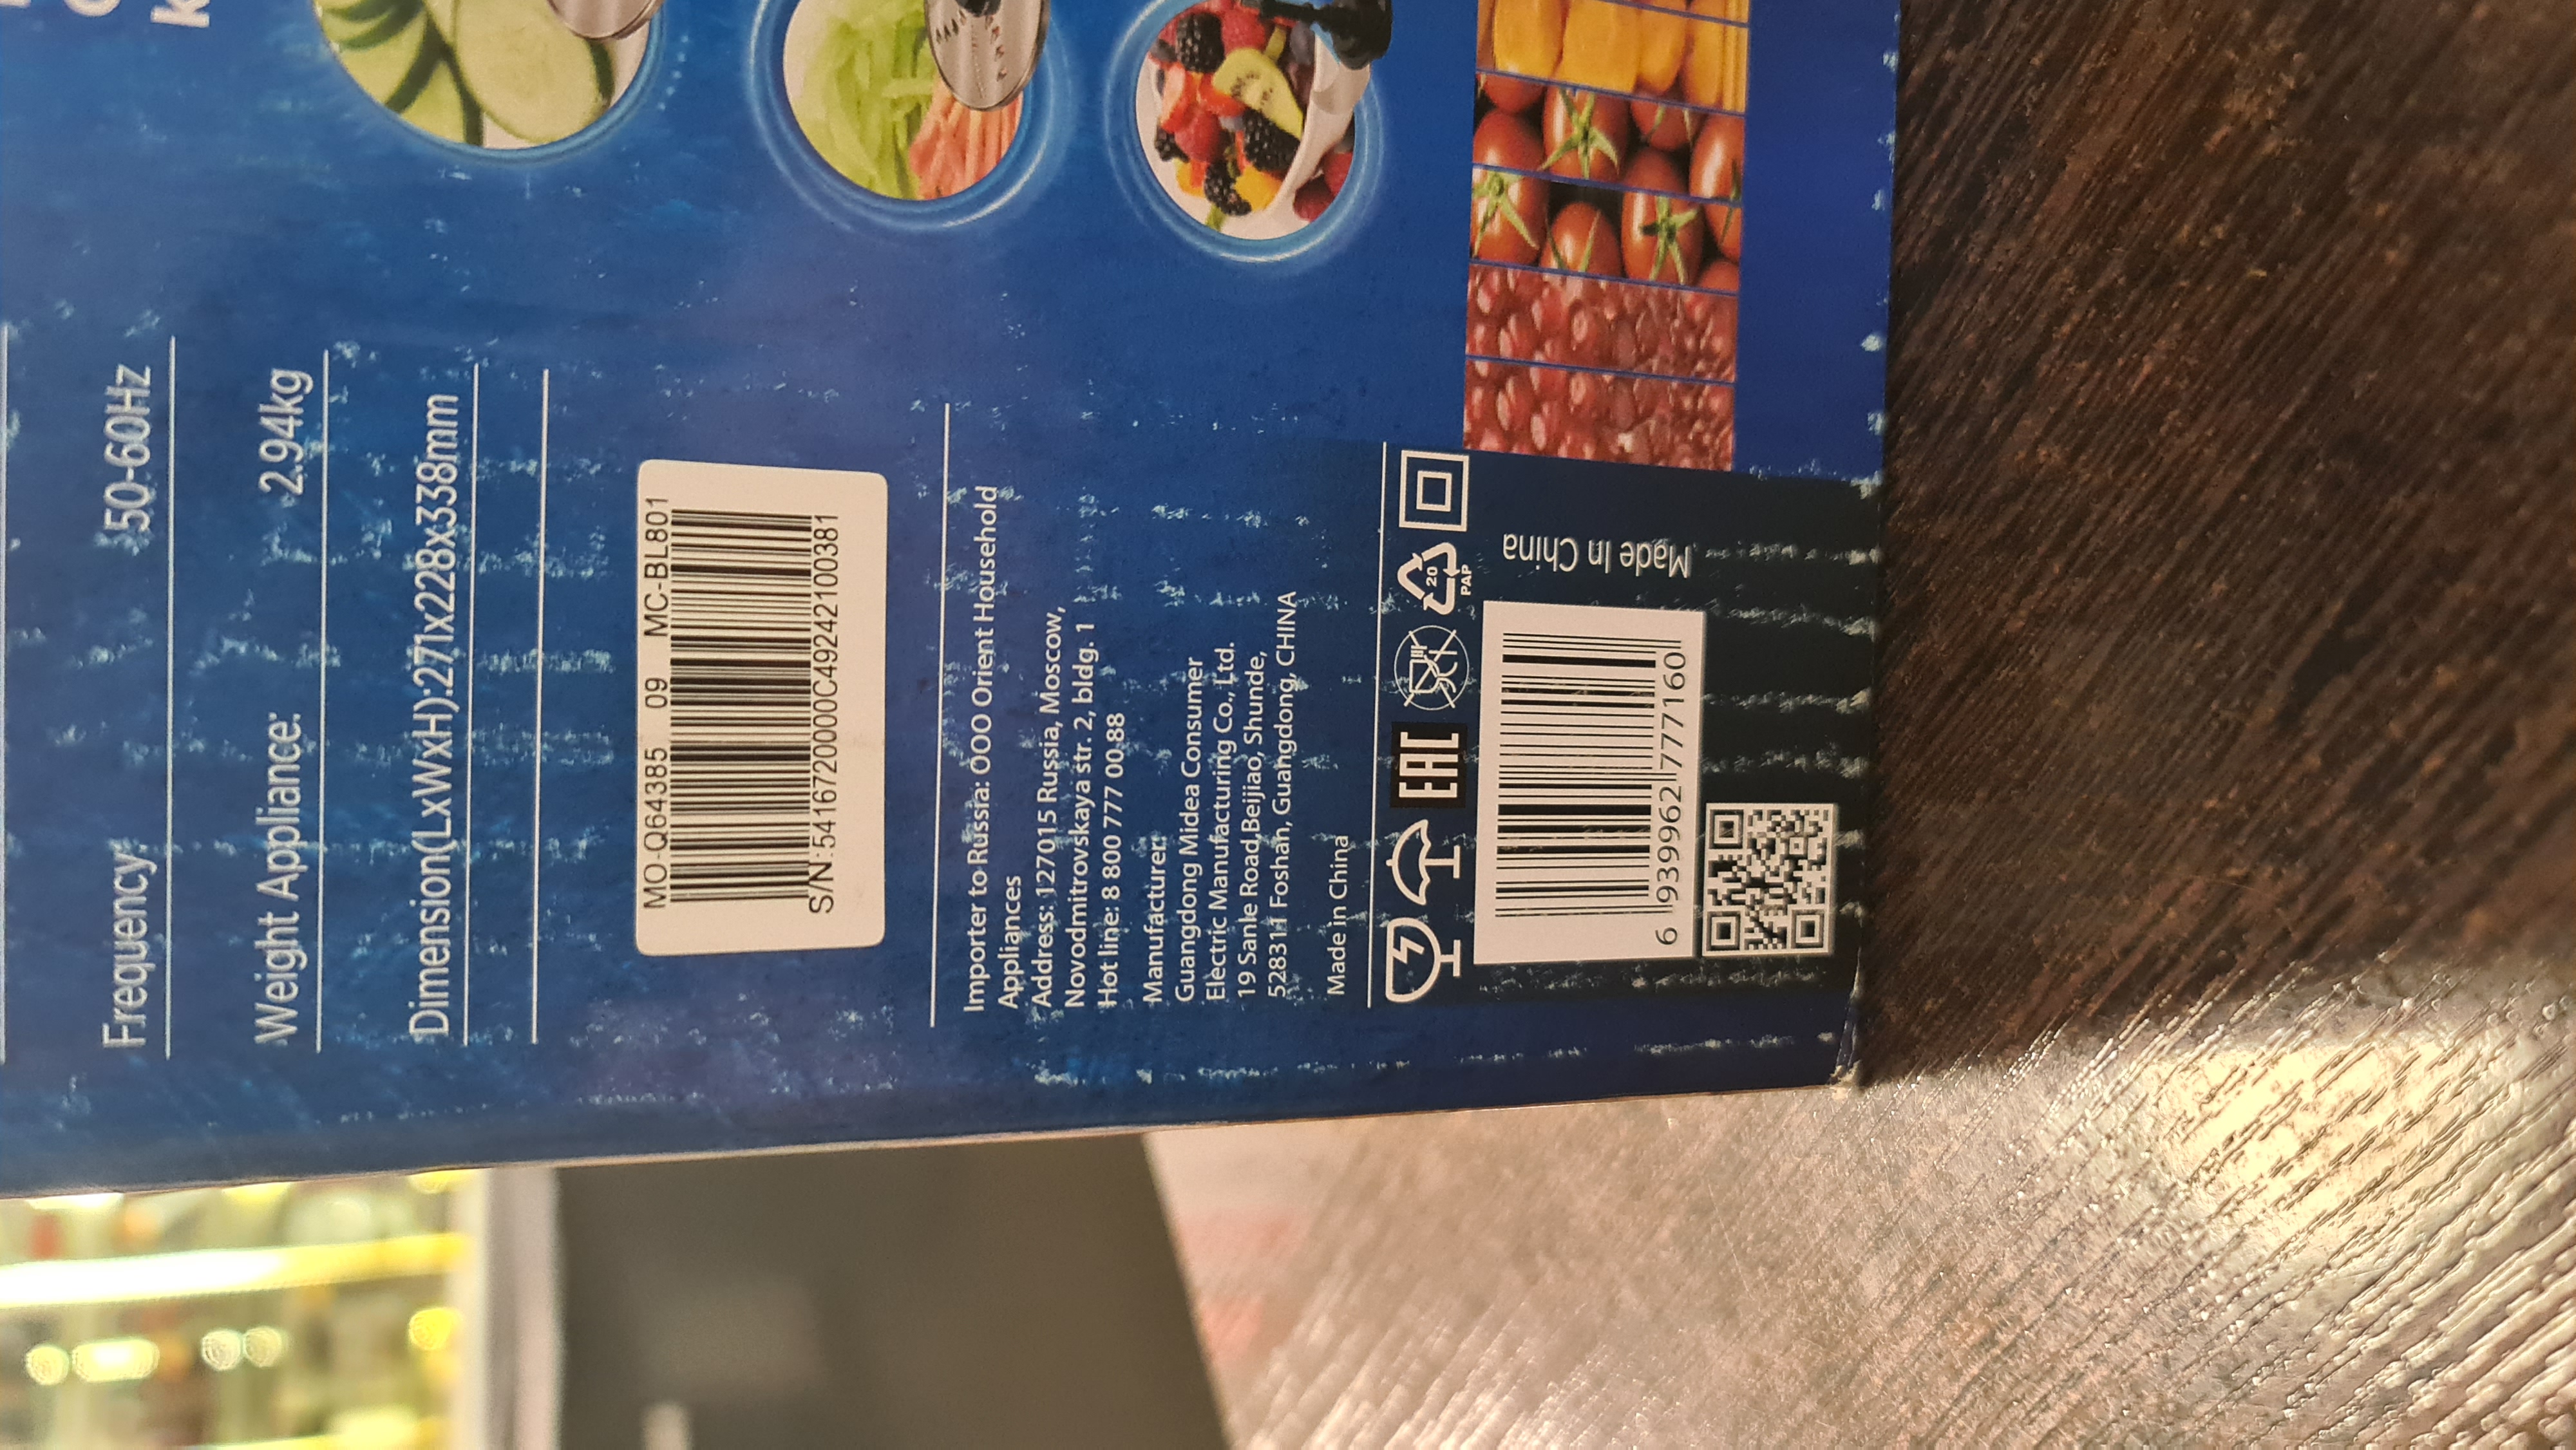 Frequency 50-60Hz
Weight Appliance: 2.94kg
Dimension(LxWxH):271x228x338mm
MO-Q64385 09 MC-BL801
S/N:5416720000C49242100381
Importer to Russia: OOO Orient Household
Appliances
Address: 127015 Russia, Moscow,
Novodmitrovskaya str. 2, bldg. 1
Hot line: 8 800 777 00 88
Manufacturer:
Guangdong Midea Consumer
Electric Manufacturing Co., Ltd.
19 Sanle Road,Beijiao, Shunde,
528311 Foshan, Guangdong, CHINA
Made in China
EAC
20
PAP
6 939962 777160
Made In China